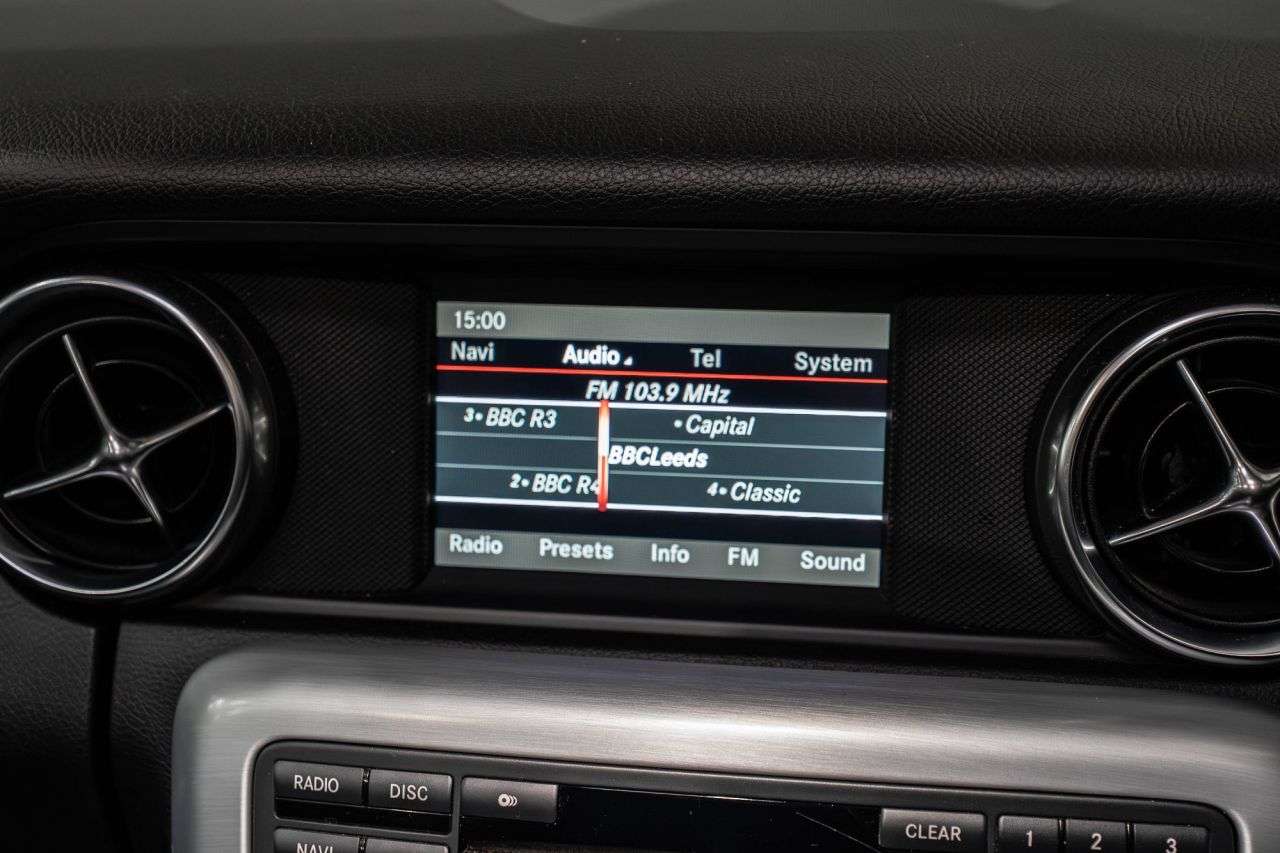 15:00
Navi Audio Tel System
FM 103.9 MHz
3•BBC R3 •Capital
BBCLeeds
2•BBC R4 4•Classic
Radio Presets Info FM Sound
RADIO DISC CLEAR 1 2 3
NAVI